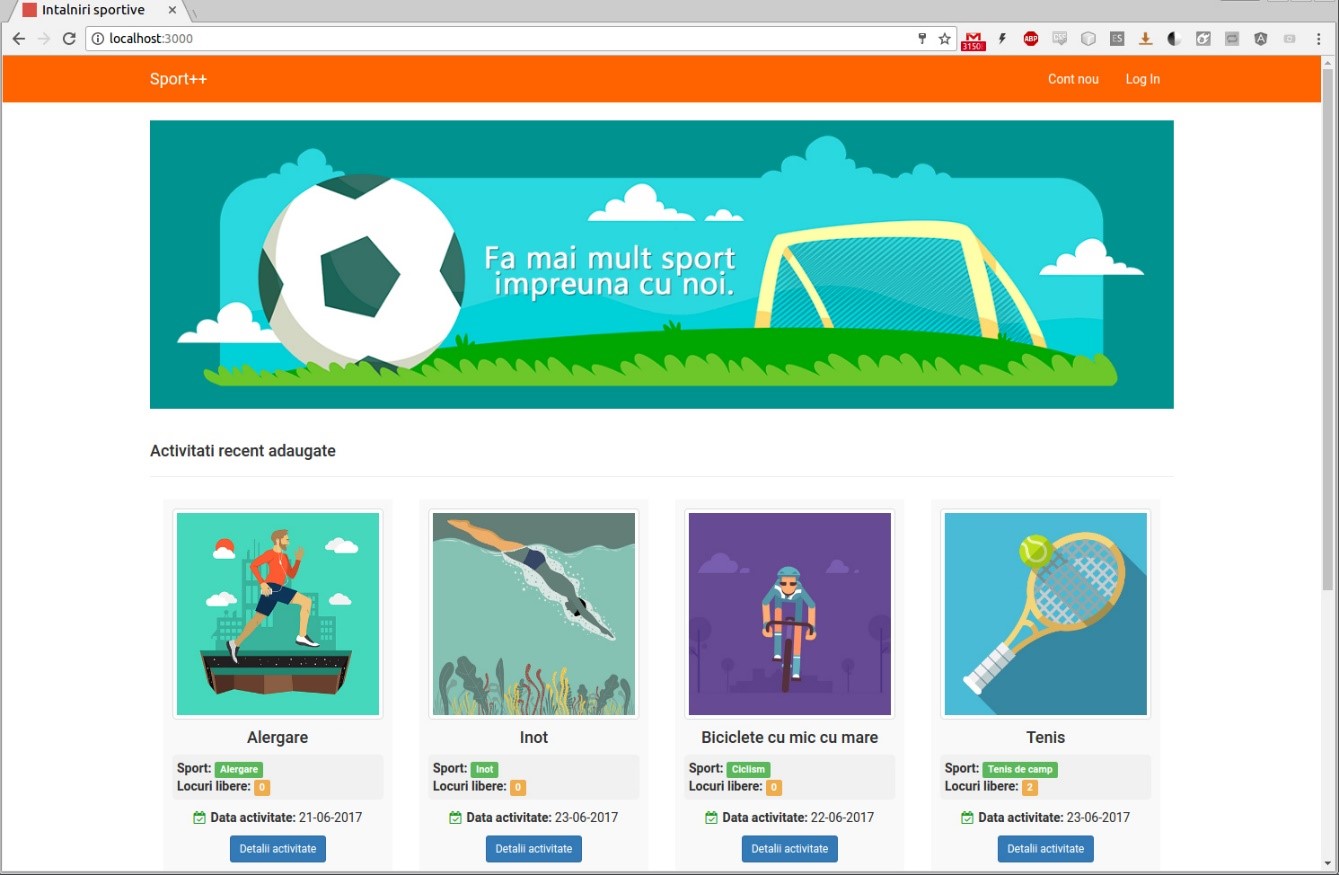 Intalniri sportive
localhost:3000
3150
ABP
ES
Sport++
Cont nou
Log In
Fa mai mult sport
impreuna cu noi.
Activitati recent adaugate
Alergare
Sport: Alergare
Locuri libere: 0
Data activitate: 21-06-2017
Detalii activitate
Inot
Sport: Inot
Locuri libere: 0
Data activitate: 23-06-2017
Detalii activitate
Biciclete cu mic cu mare
Sport: Ciclism
Locuri libere: 0
Data activitate: 22-06-2017
Detalii activitate
Tenis
Sport: Tenis de camp
Locuri libere: 2
Data activitate: 23-06-2017
Detalii activitate